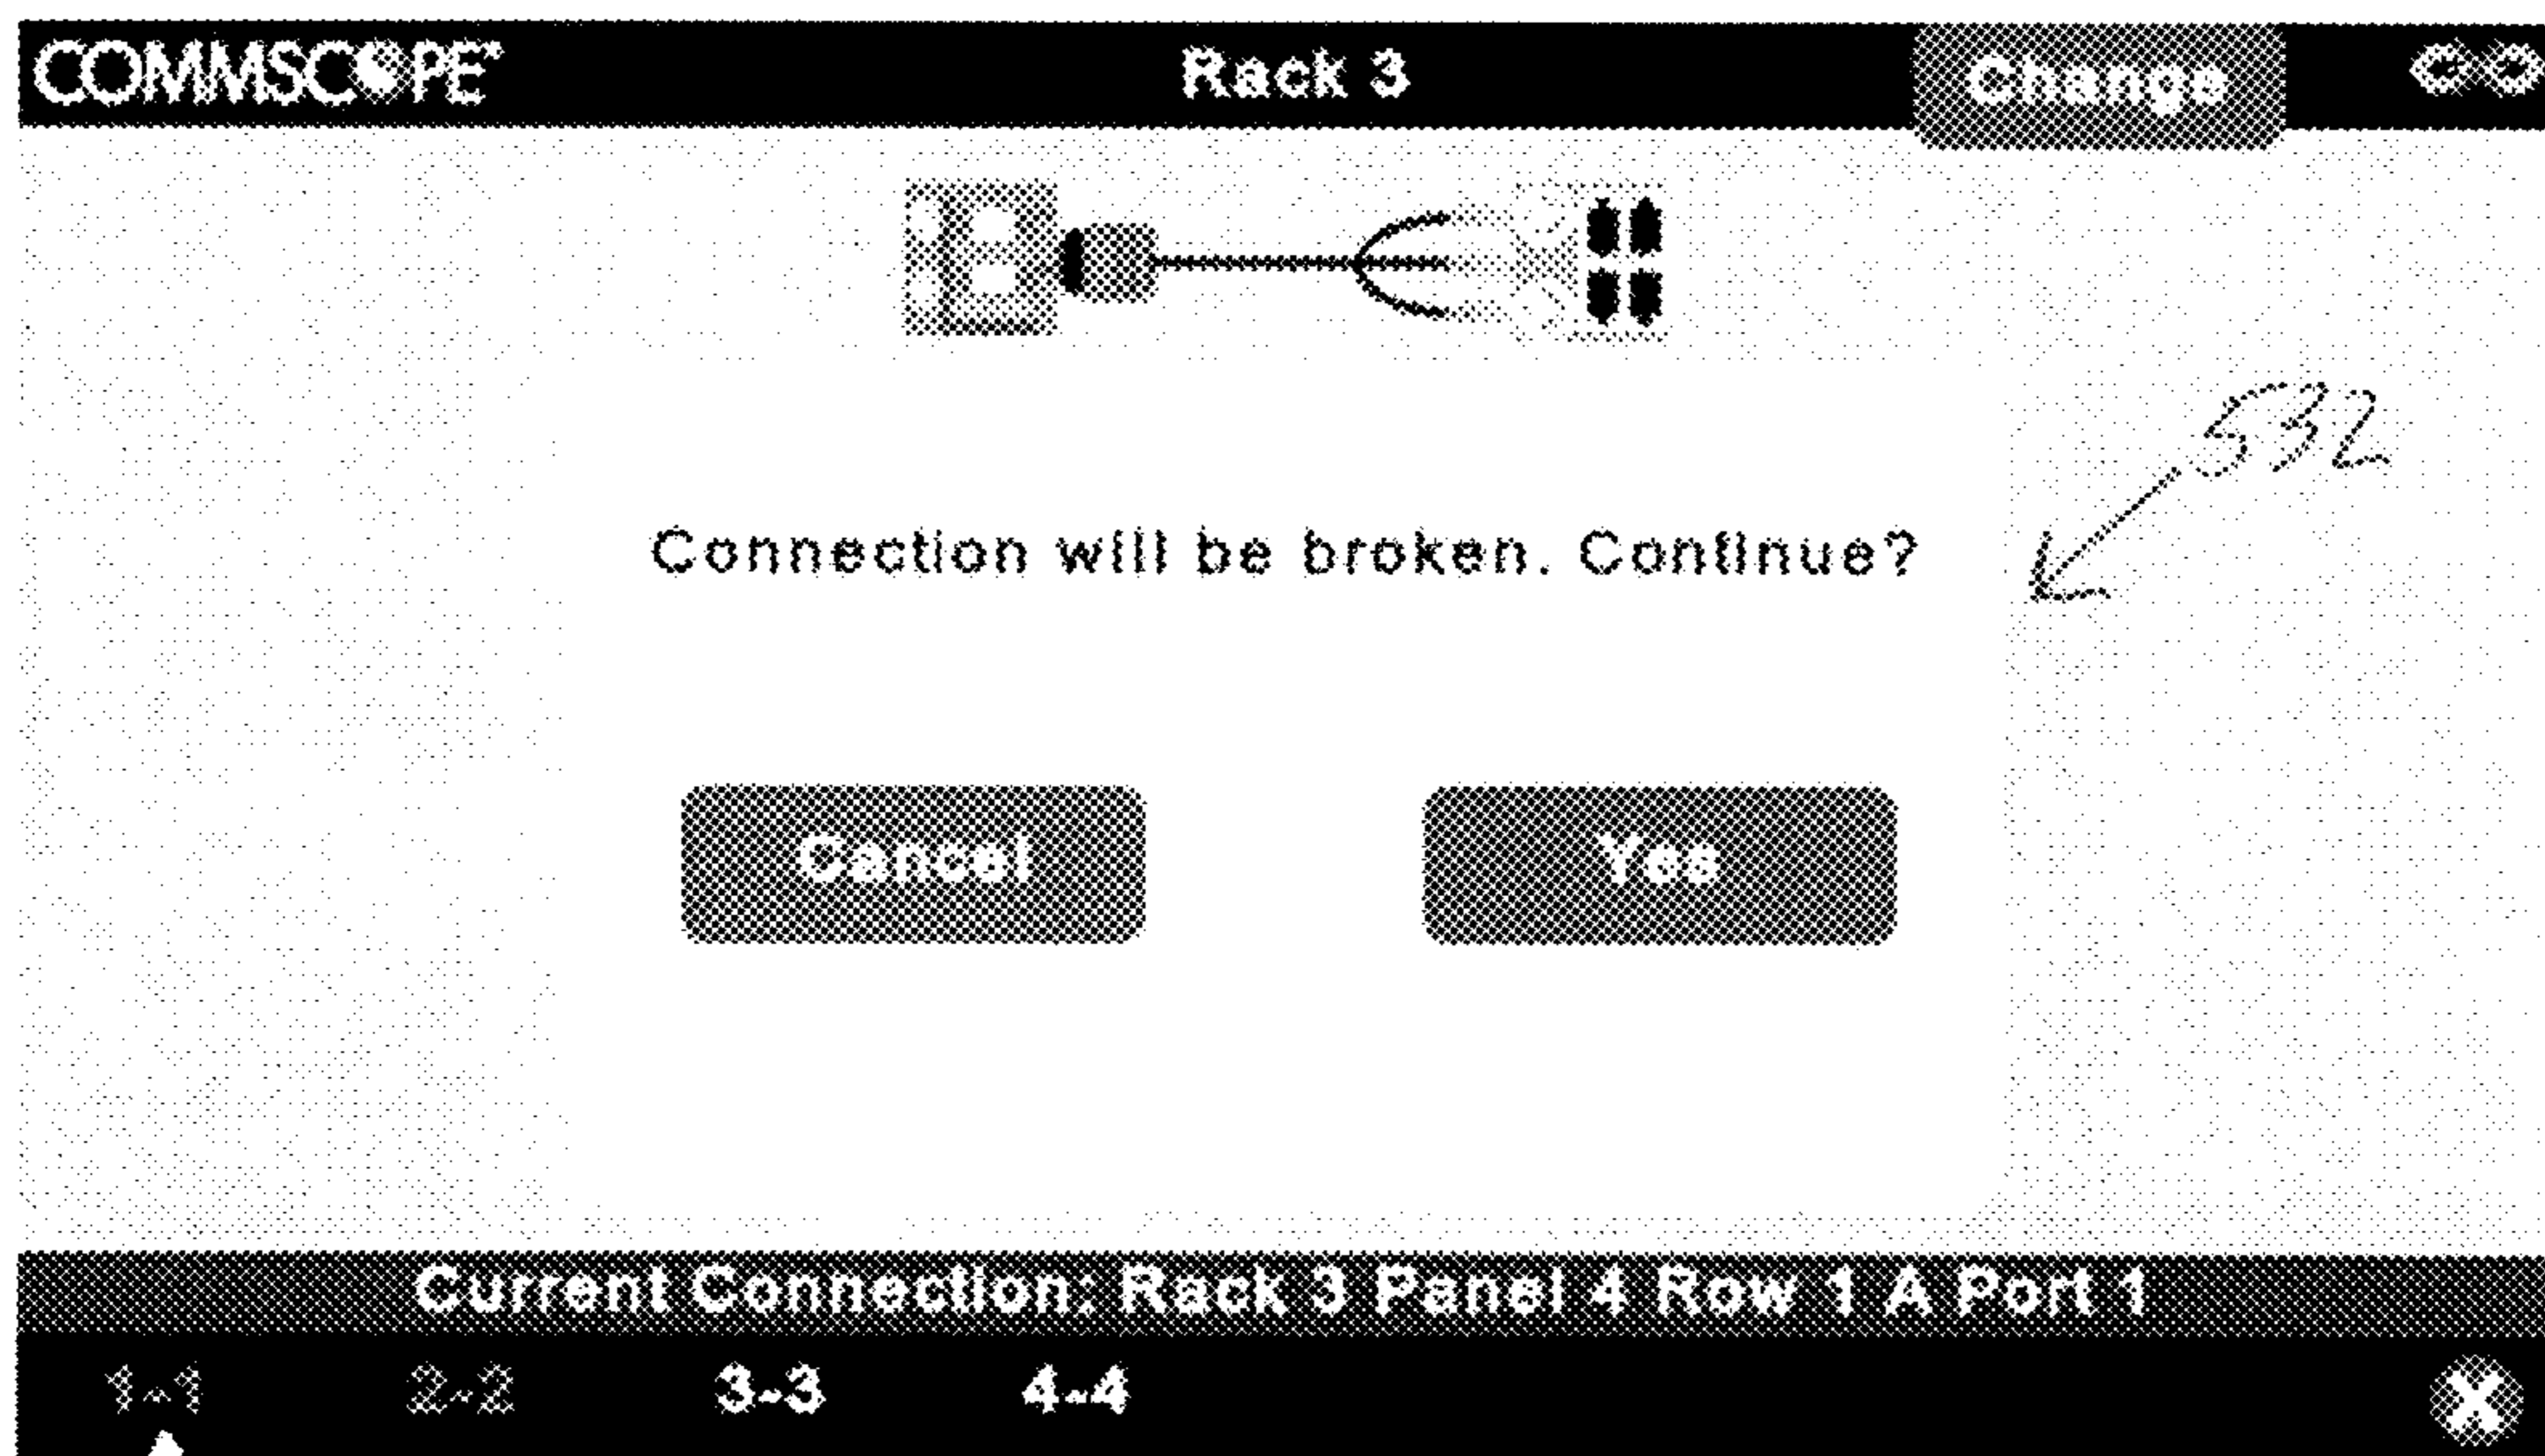 COMMSCOPE Rack 3 Change
532
Connection will be broken. Continue?
Cancel Yes
Current Connection: Rack 3 Panel 4 Row 1 A Port 1
1-1 2-2 3-3 4-4 X